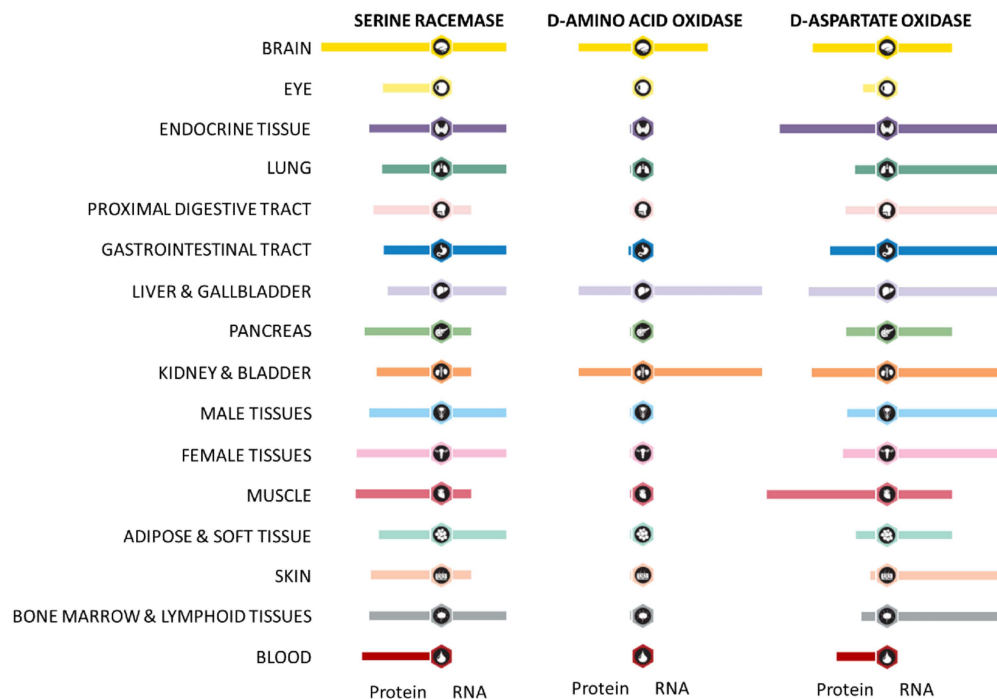 SERINE RACEMASE D-AMINO ACID OXIDASE D-ASPARTATE OXIDASE
BRAIN
EYE
ENDOCRINE TISSUE
LUNG
PROXIMAL DIGESTIVE TRACT
GASTROINTESTINAL TRACT
LIVER & GALLBLADDER
PANCREAS
KIDNEY & BLADDER
MALE TISSUES
FEMALE TISSUES
MUSCLE
ADIPOSE & SOFT TISSUE
SKIN
BONE MARROW & LYMPHOID TISSUES
BLOOD
Protein RNA Protein RNA Protein RNA